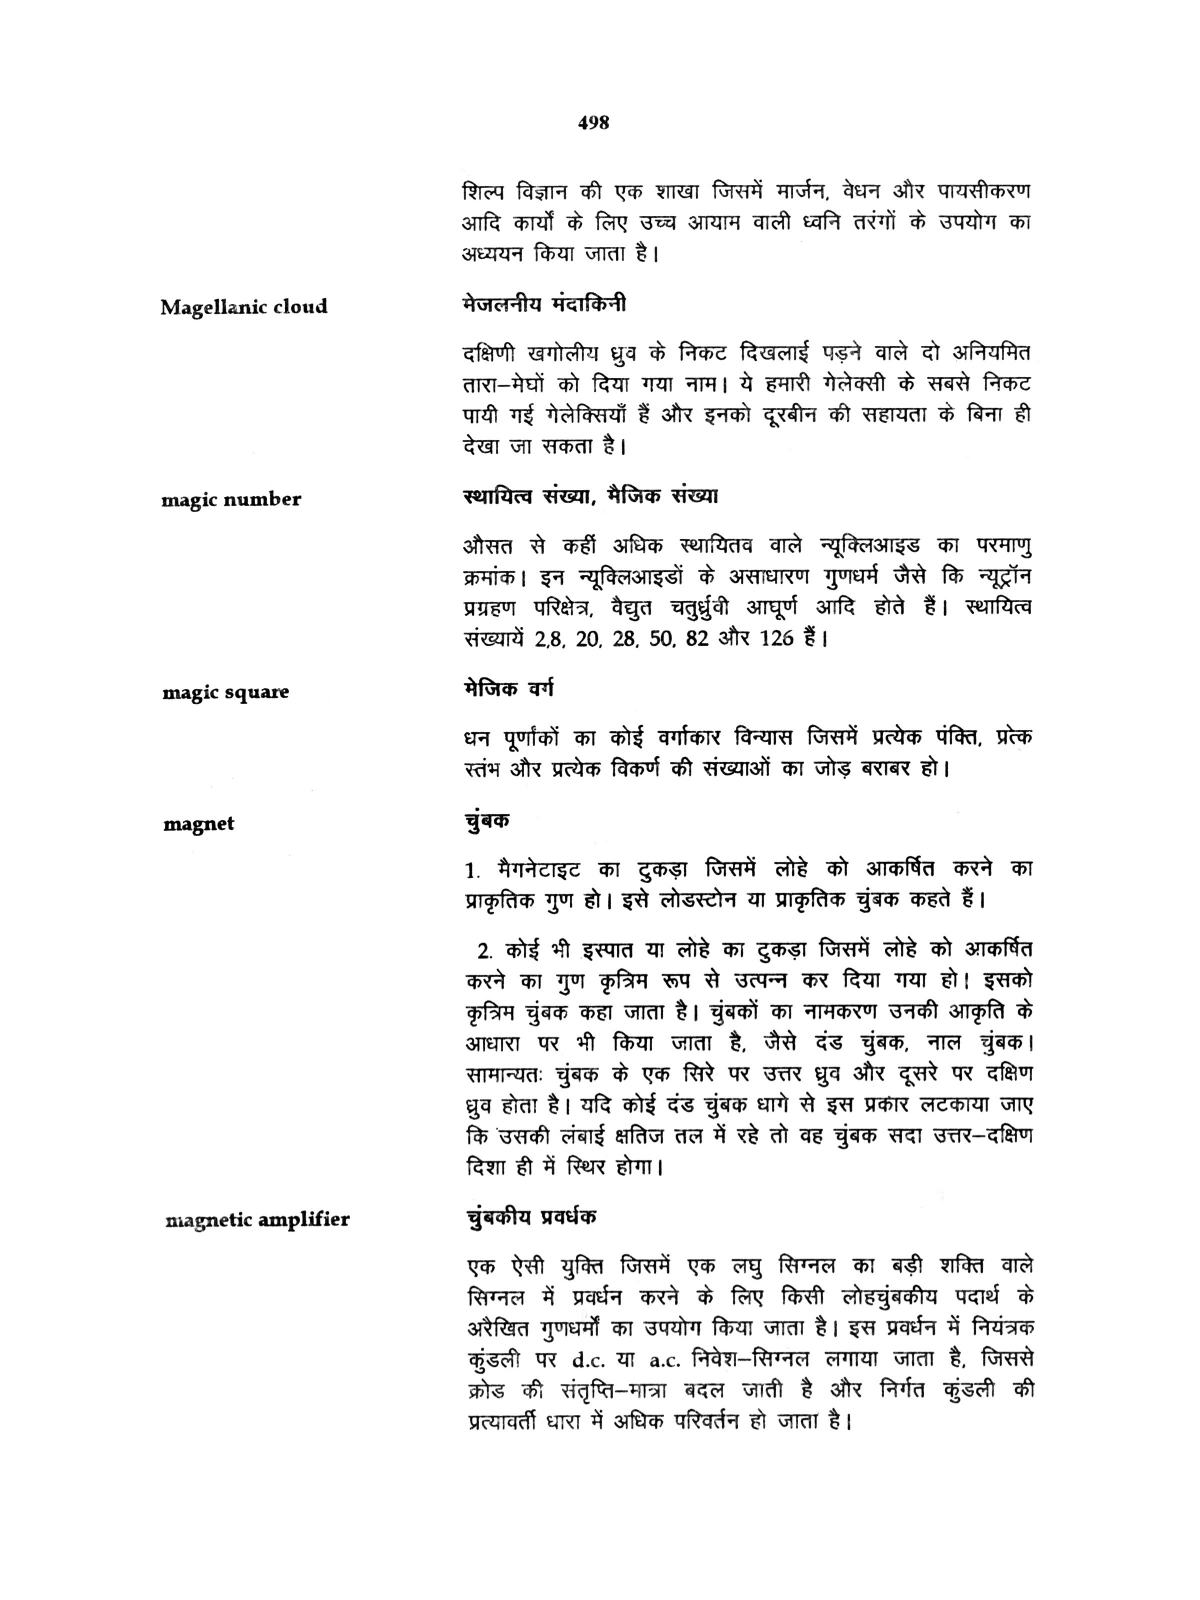 498
शिल्प विज्ञान की एक शाखा जिसमें मार्जन, वेधन और पायसीकरण
आदि कार्यों के लिए उच्च आयाम वाली ध्वनि तरंगों के उपयोग का
अध्ययन किया जाता है।
Magellanic cloud मेजलनीय मंदाकिनी
दक्षिणी खगोलीय ध्रुव के निकट दिखलाई पड़ने वाले दो अनियमित
तारा–मेघों को दिया गया नाम। ये हमारी गेलेक्सी के सबसे निकट
पायी गई गेलेक्सियाँ हैं और इनको दूरबीन की सहायता के बिना ही
देखा जा सकता है।
magic number स्थायित्व संख्या, मैजिक संख्या
औसत से कहीं अधिक स्थायितव वाले न्यूक्लिआइड का परमाणु
क्रमांक। इन न्यूक्लिआइडों के असाधारण गुणधर्म जैसे कि न्यूट्रॉन
प्रग्रहण परिक्षेत्र, वैद्युत चतुर्ध्रुवी आघूर्ण आदि होते हैं। स्थायित्व
संख्यायें 2,8, 20, 28, 50, 82 और 126 हैं।
magic square मेजिक वर्ग
धन पूर्णांकों का कोई वर्गाकार विन्यास जिसमें प्रत्येक पंक्ति, प्रत्येक
स्तंभ और प्रत्येक विकर्ण की संख्याओं का जोड़ बराबर हो।
magnet चुंबक
1. मैगनेटाइट का टुकड़ा जिसमें लोहे को आकर्षित करने का
प्राकृतिक गुण हो। इसे लोडस्टोन या प्राकृतिक चुंबक कहते हैं।
2. कोई भी इस्पात या लोहे का टुकड़ा जिसमें लोहे को आकर्षित
करने का गुण कृत्रिम रूप से उत्पन्न कर दिया गया हो। इसको
कृत्रिम चुंबक कहा जाता है। चुंबकों का नामकरण उनकी आकृति के
आधारा पर भी किया जाता है, जैसे दंड चुंबक, नाल चुंबक।
सामान्यतः चुंबक के एक सिरे पर उत्तर ध्रुव और दूसरे पर दक्षिण
ध्रुव होता है। यदि कोई दंड चुंबक धागे से इस प्रकार लटकाया जाए
कि उसकी लंबाई क्षतिज तल में रहे तो वह चुंबक सदा उत्तर–दक्षिण
दिशा ही में स्थिर होगा।
magnetic amplifier चुंबकीय प्रवर्धक
एक ऐसी युक्ति जिसमें एक लघु सिग्नल का बड़ी शक्ति वाले
सिग्नल में प्रवर्धन करने के लिए किसी लोहचुंबकीय पदार्थ के
अरैखित गुणधर्मों का उपयोग किया जाता है। इस प्रवर्धन में नियंत्रक
कुंडली पर d.c. या a.c. निवेश–सिग्नल लगाया जाता है, जिससे
क्रोड की संतृप्ति–मात्रा बदल जाती है और निर्गत कुंडली की
प्रत्यावर्ती धारा में अधिक परिवर्तन हो जाता है।